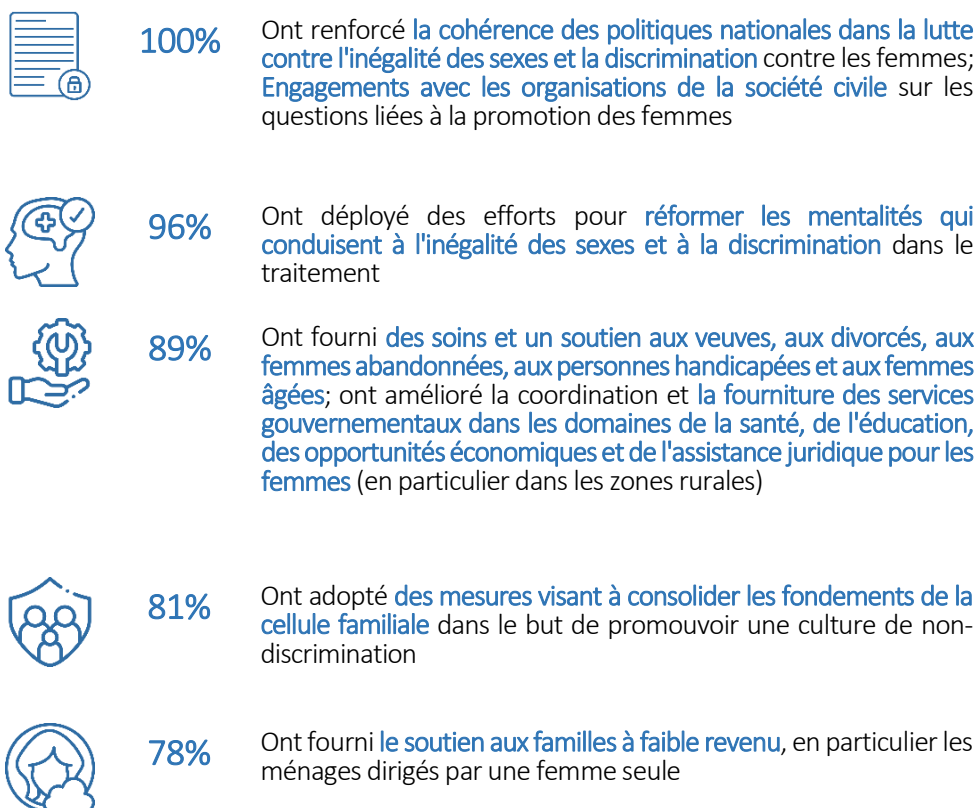 100%
Ont renforcé la cohérence des politiques nationales dans la lutte
contre l'inégalité des sexes et la discrimination contre les femmes;
Engagements avec les organisations de la société civile sur les
questions liées à la promotion des femmes
96%
Ont déployé des efforts pour réformer les mentalités qui
conduisent à l'inégalité des sexes et à la discrimination dans le
traitement
89%
Ont fourni des soins et un soutien aux veuves, aux divorcés, aux
femmes abandonnées, aux personnes handicapées et aux femmes
âgées; ont amélioré la coordination et la fourniture des services
gouvernementaux dans les domaines de la santé, de l'éducation,
des opportunités économiques et de l'assistance juridique pour les
femmes (en particulier dans les zones rurales)
81%
Ont adopté des mesures visant à consolider les fondements de la
cellule familiale dans le but de promouvoir une culture de non-
discrimination
78%
Ont fourni le soutien aux familles à faible revenu, en particulier les
ménages dirigés par une femme seule